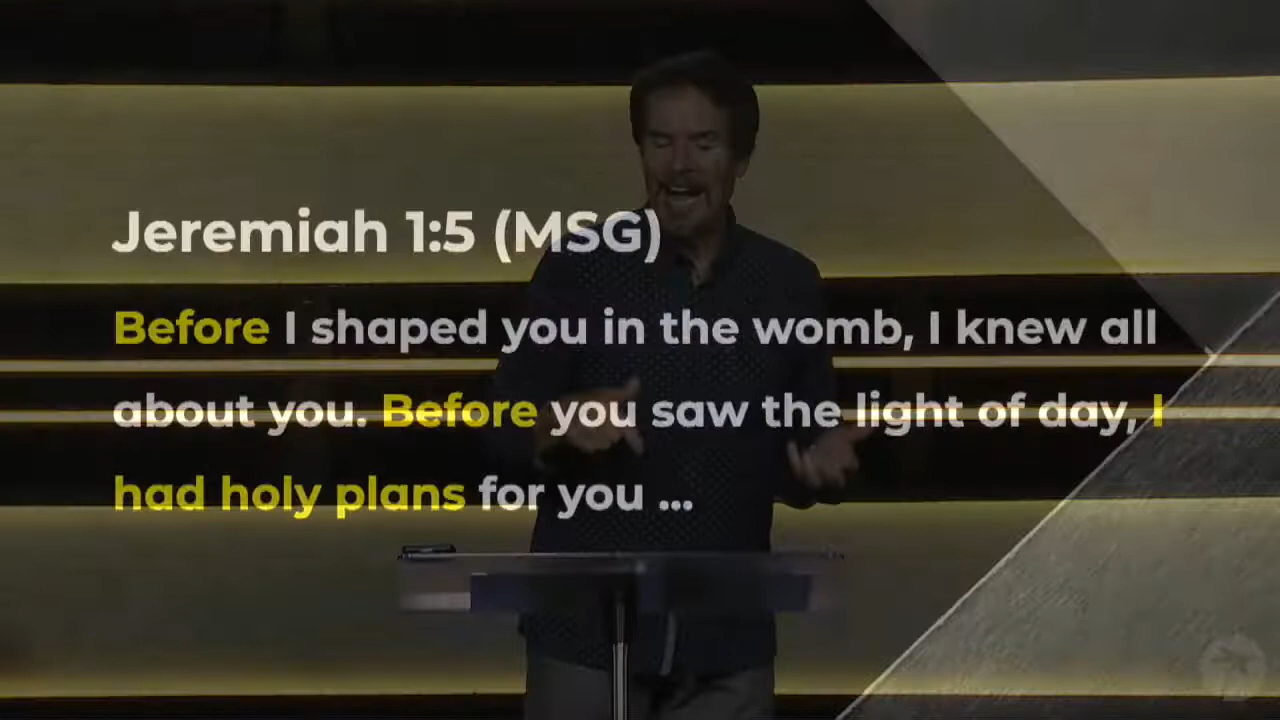 Jeremiah 1:5 (MSG)
Before I shaped you in the womb, I knew all
about you. Before you saw the light of day, I
had holy plans for you ...